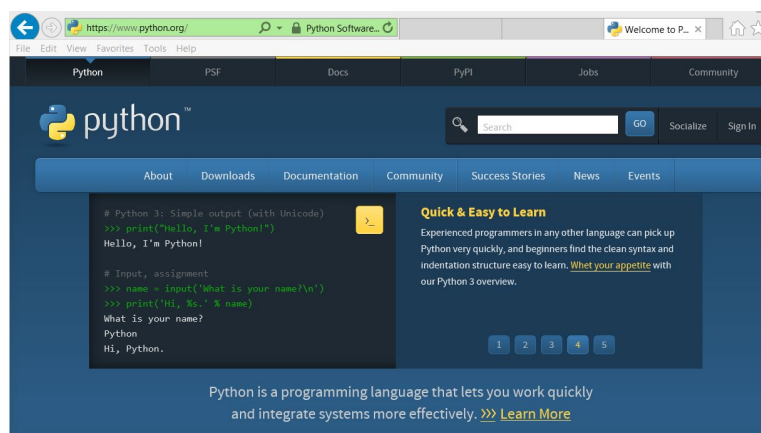 https://www.python.org/
Python Software...
Welcome to P...
File Edit View Favorites Tools Help
Python PSF Docs PyPI Jobs Community
python™
Search GO Socialize Sign In
About Downloads Documentation Community Success Stories News Events
# Python 3: Simple output (with Unicode)
>>> print("Hello, I'm Python!")
Hello, I'm Python!
# Input, assignment
>>> name = input('What is your name?\n')
>>> print('Hi, %s.' % name)
What is your name?
Python
Hi, Python.
>_
Quick & Easy to Learn
Experienced programmers in any other language can pick up
Python very quickly, and beginners find the clean syntax and
indentation structure easy to learn. Whet your appetite with
our Python 3 overview.
1 2 3 4 5
Python is a programming language that lets you work quickly
and integrate systems more effectively. >>> Learn More